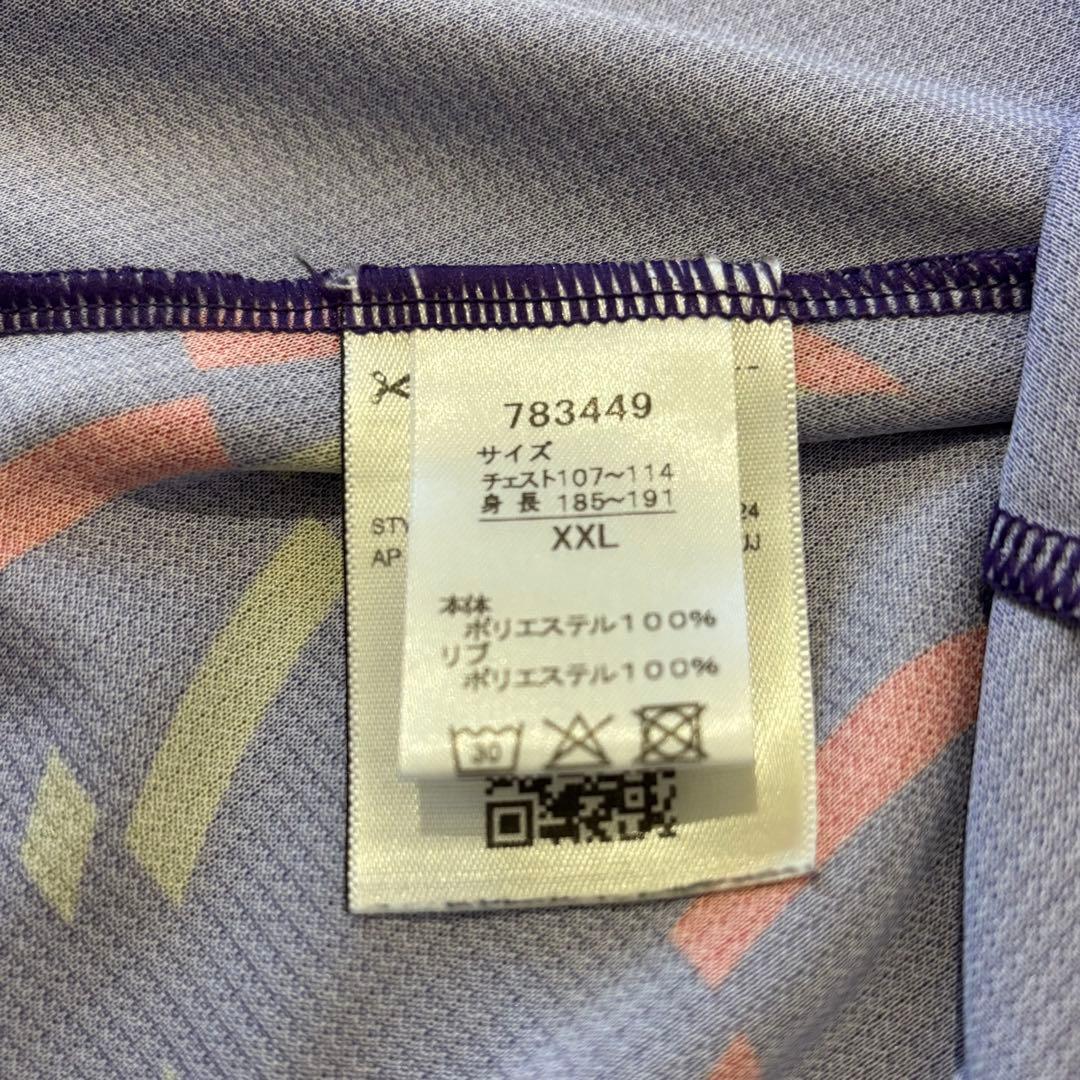 783449
サイズ
チェスト107～114
身長 185～191
XXL
本体
ポリエステル100%
リブ
ポリエステル100%
30